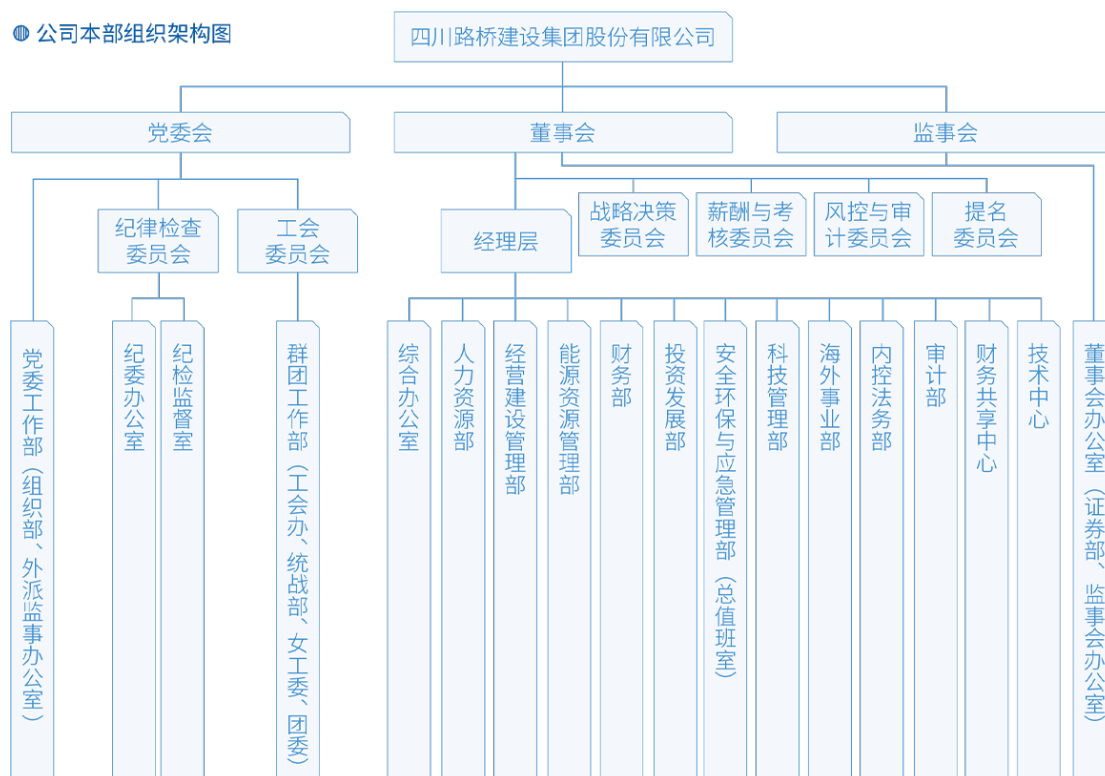 公司本部组织架构图
四川路桥建设集团股份有限公司
党委会
董事会
监事会
纪律检查
委员会
工会
委员会
经理层
战略决策
委员会
薪酬与考
核委员会
风控与审
计委员会
提名
委员会
党委工作部（组织部、外派监事办公室）
纪委办公室
纪检监督室
群团工作部（工会办、统战部、女工委、团委）
综合办公室
人力资源部
经营建设管理部
能源资源管理部
财务部
投资发展部
安全环保与应急管理部（总值班室）
科技管理部
海外事业部
内控法务部
审计部
财务共享中心
技术中心
董事会办公室（证券部、监事会办公室）